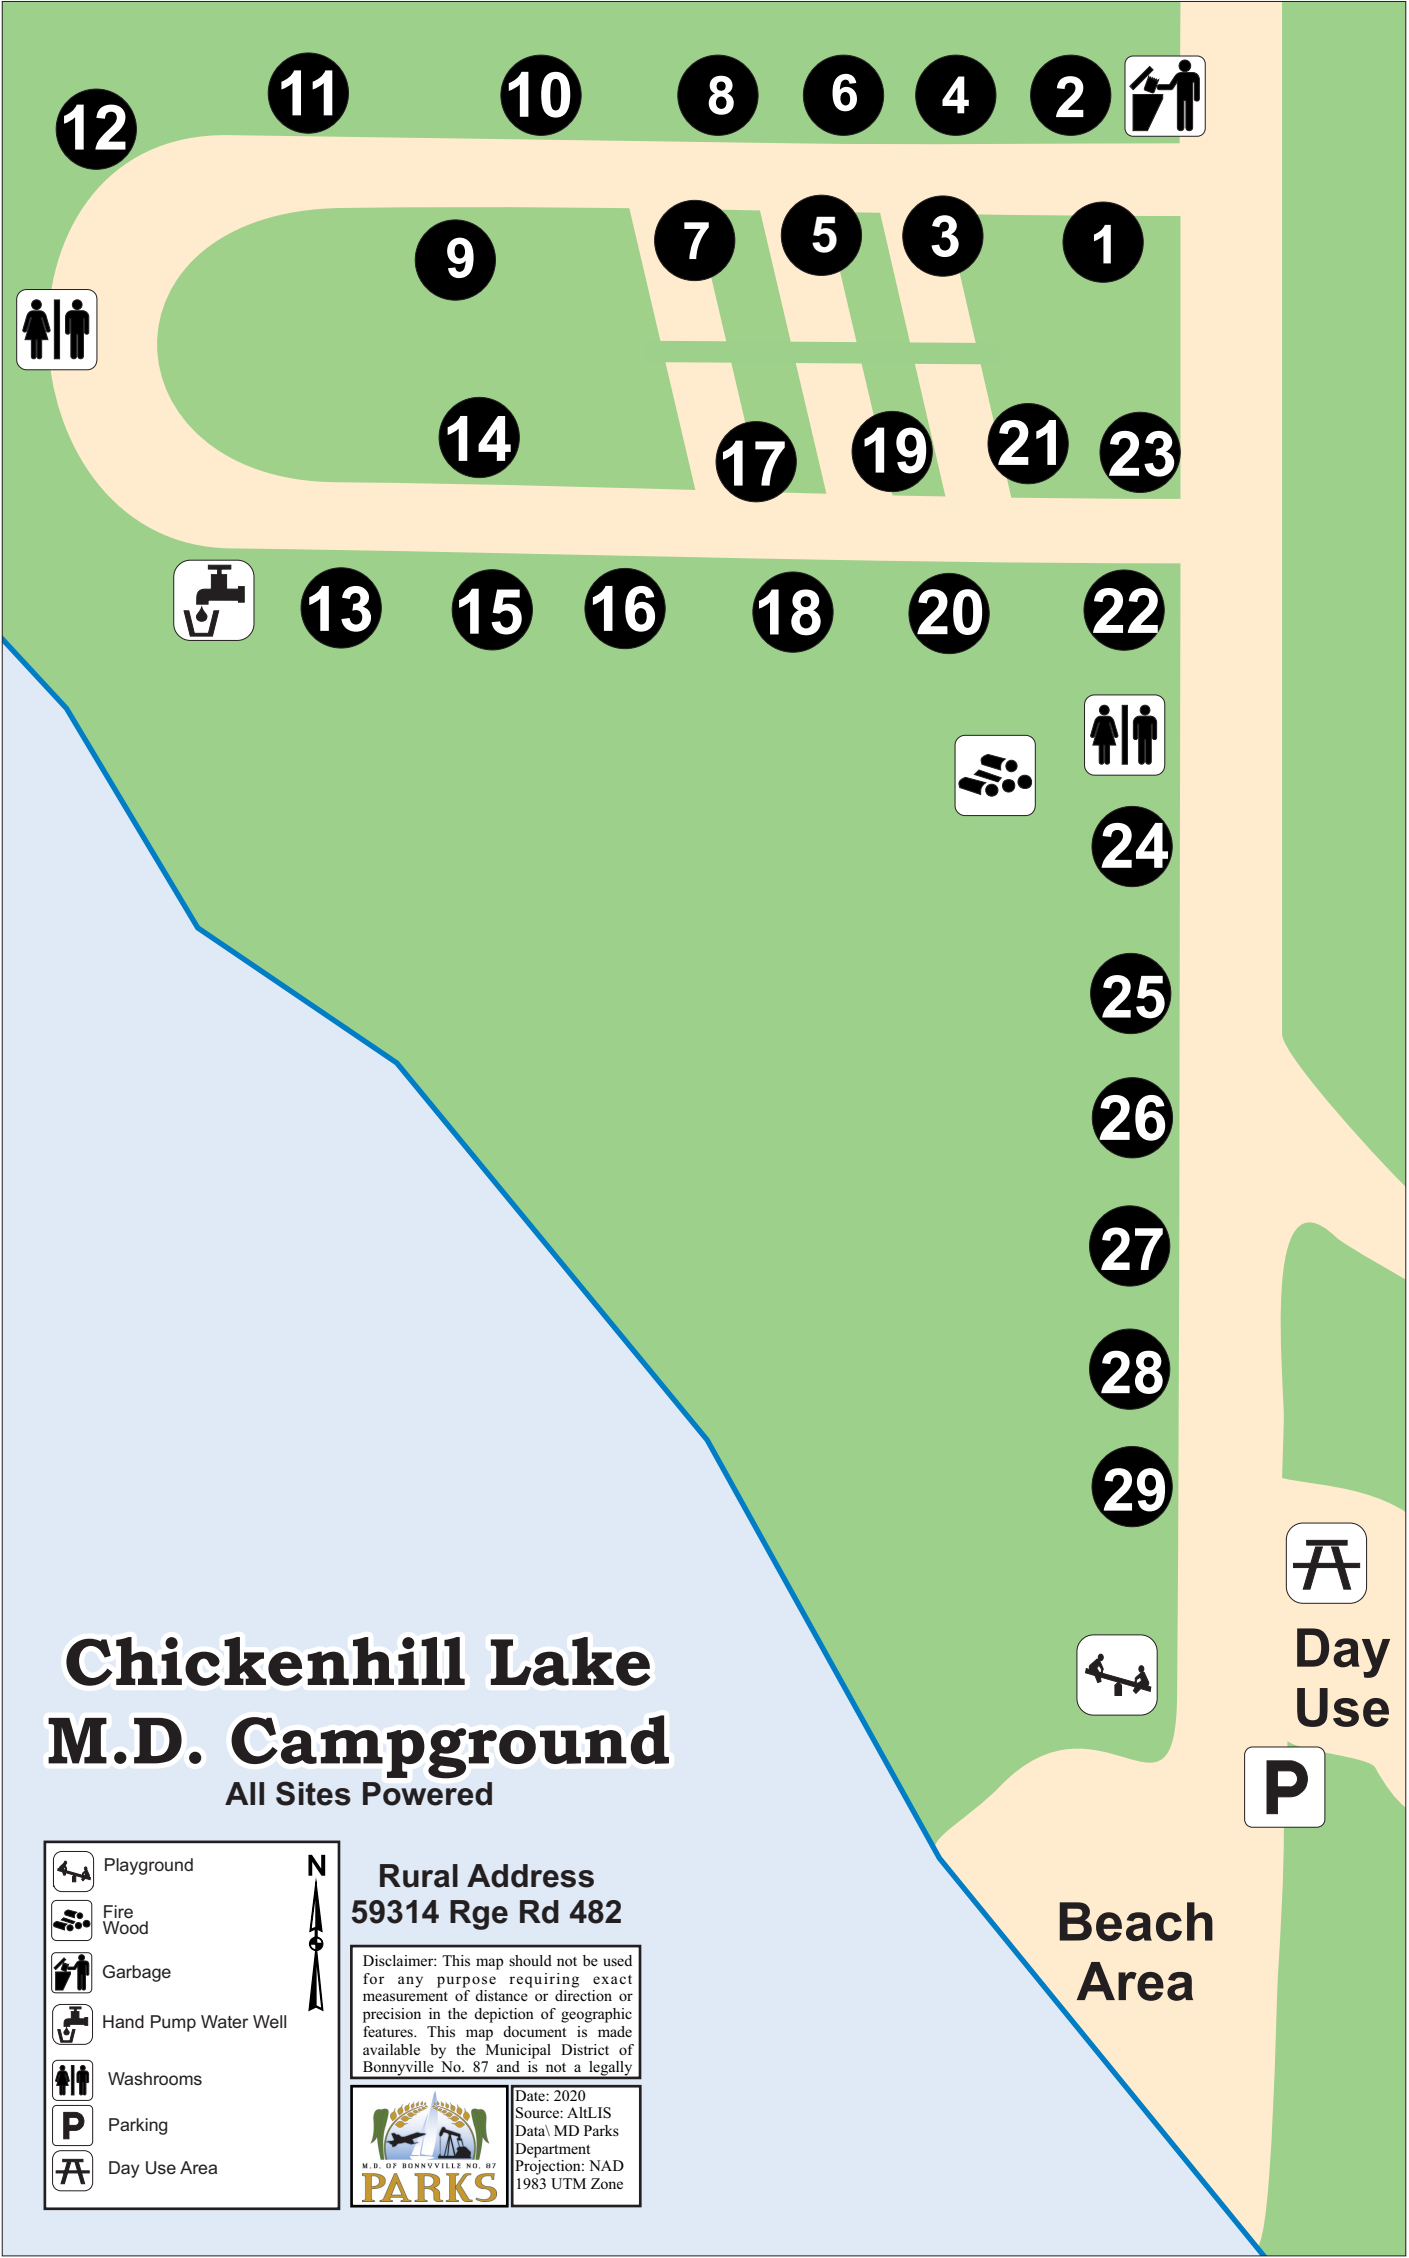 11
10
8
6
4
2
12
7
5
3
1
9
14
17
19
21
23
13
15
16
18
20
22
24
25
26
27
28
29
Day
Use
P
Beach
Area
Chickenhill Lake
M.D. Campground
All Sites Powered
Playground
N
Fire
Wood
Garbage
Hand Pump Water Well
Washrooms
P Parking
Day Use Area
Rural Address
59314 Rge Rd 482
Disclaimer: This map should not be used
for any purpose requiring exact
measurement of distance or direction or
precision in the depiction of geographic
features. This map document is made
available by the Municipal District of
Bonnyville No. 87 and is not a legally
M.D. OF BONNYVILLE NO. 87
PARKS
Date: 2020
Source: AltLIS
Data\ MD Parks
Department
Projection: NAD
1983 UTM Zone